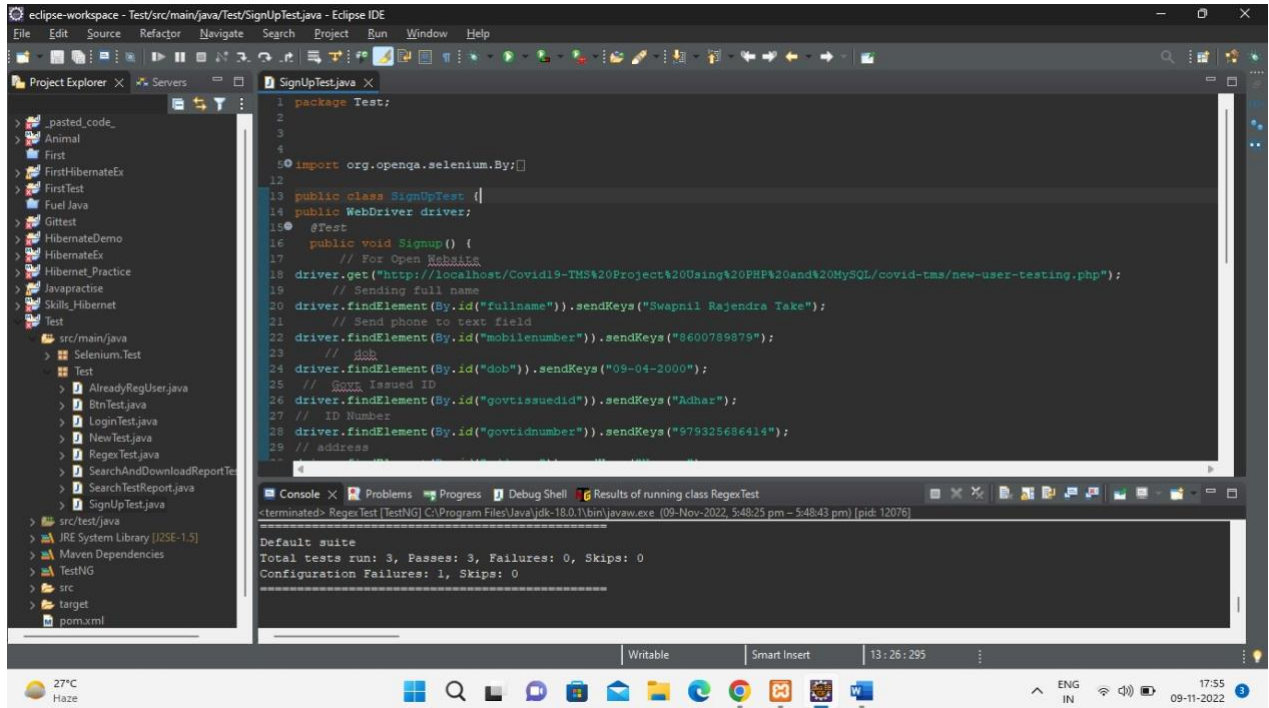 eclipse-workspace - Test/src/main/java/Test/SignUpTest.java - Eclipse IDE
File Edit Source Refactor Navigate Search Project Run Window Help
Project Explorer Servers
SignUpTest.java
_pasted_code_
Animal
First
FirstHibernateEx
FirstTest
Fuel Java
Gittest
HibernateDemo
HibernateEx
Hibernet_Practice
Javapractise
Skills_Hibernet
Test
src/main/java
Selenium.Test
Test
AlreadyRegUser.java
BtnTest.java
LoginTest.java
NewTest.java
RegexTest.java
SearchAndDownloadReportTes
SearchTestReport.java
SignUpTest.java
src/test/java
JRE System Library [J2SE-1.5]
Maven Dependencies
TestNG
src
target
pom.xml
1 package Test;
2
3
4
5 import org.openqa.selenium.By;
12
13 public class SignUpTest {
14 public WebDriver driver;
15 @Test
16 public void Signup() {
17 // For Open Website
18 driver.get("http://localhost/Covid19-TMS%20Project%20Using%20PHP%20and%20MySQL/covid-tms/new-user-testing.php");
19 // Sending full name
20 driver.findElement(By.id("fullname")).sendKeys("Swapnil Rajendra Take");
21 // Send phone to text field
22 driver.findElement(By.id("mobilenumber")).sendKeys("8600789879");
23 // dob
24 driver.findElement(By.id("dob")).sendKeys("09-04-2000");
25 // Govt Issued ID
26 driver.findElement(By.id("govtissuedid")).sendKeys("Adhar");
27 // ID Number
28 driver.findElement(By.id("govtidnumber")).sendKeys("979325686414");
29 // address
Console Problems Progress Debug Shell Results of running class RegexTest
<terminated> RegexTest [TestNG] C:\Program Files\Java\jdk-18.0.1\bin\javaw.exe (09-Nov-2022, 5:48:25 pm – 5:48:43 pm) [pid: 12076]
===============================================
Default suite
Total tests run: 3, Passes: 3, Failures: 0, Skips: 0
Configuration Failures: 1, Skips: 0
===============================================
Writable Smart Insert 13 : 26 : 295
27°C
Haze
ENG
IN
17:55
09-11-2022
3